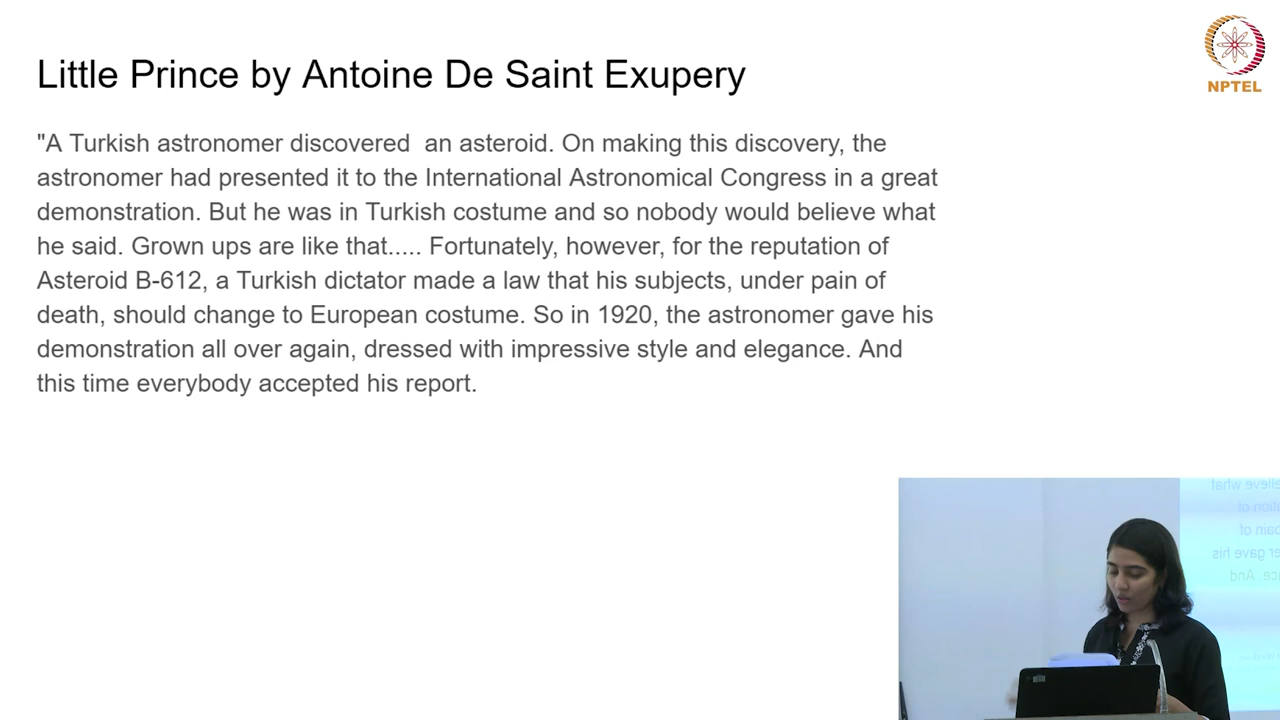 Little Prince by Antoine De Saint Exupery
NPTEL
"A Turkish astronomer discovered  an asteroid. On making this discovery, the
astronomer had presented it to the International Astronomical Congress in a great
demonstration. But he was in Turkish costume and so nobody would believe what
he said. Grown ups are like that..... Fortunately, however, for the reputation of
Asteroid B-612, a Turkish dictator made a law that his subjects, under pain of
death, should change to European costume. So in 1920, the astronomer gave his
demonstration all over again, dressed with impressive style and elegance. And
this time everybody accepted his report.